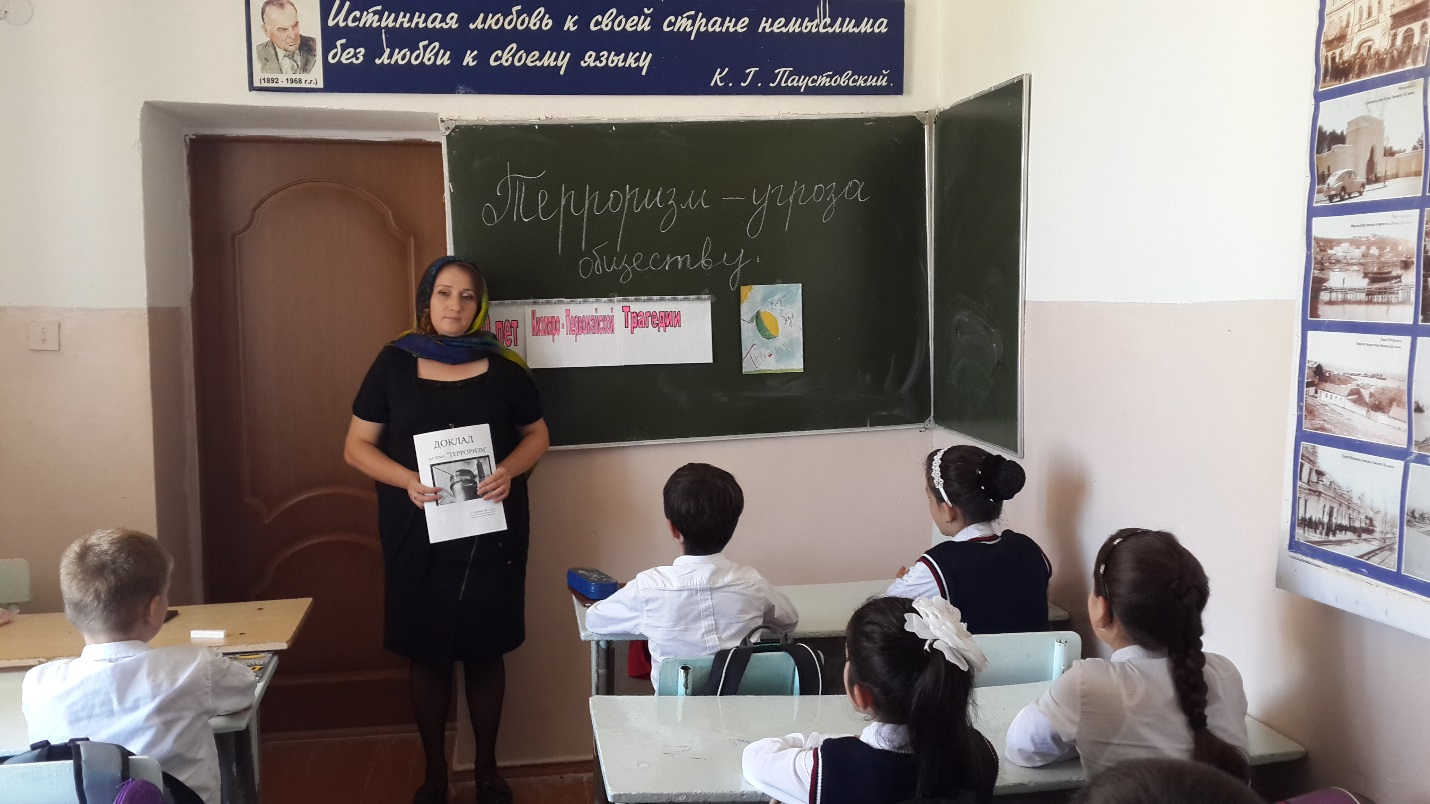 Истинная любовь к своей стране немыслима
без любви к своему языку
(1892 - 1968 г.г.)
К. Г. Паустовский.
Терроризм – угроза
обществу.
лет
Первомайской Трагедии
ДОКЛАД
"ТЕРРОРИЗМ"